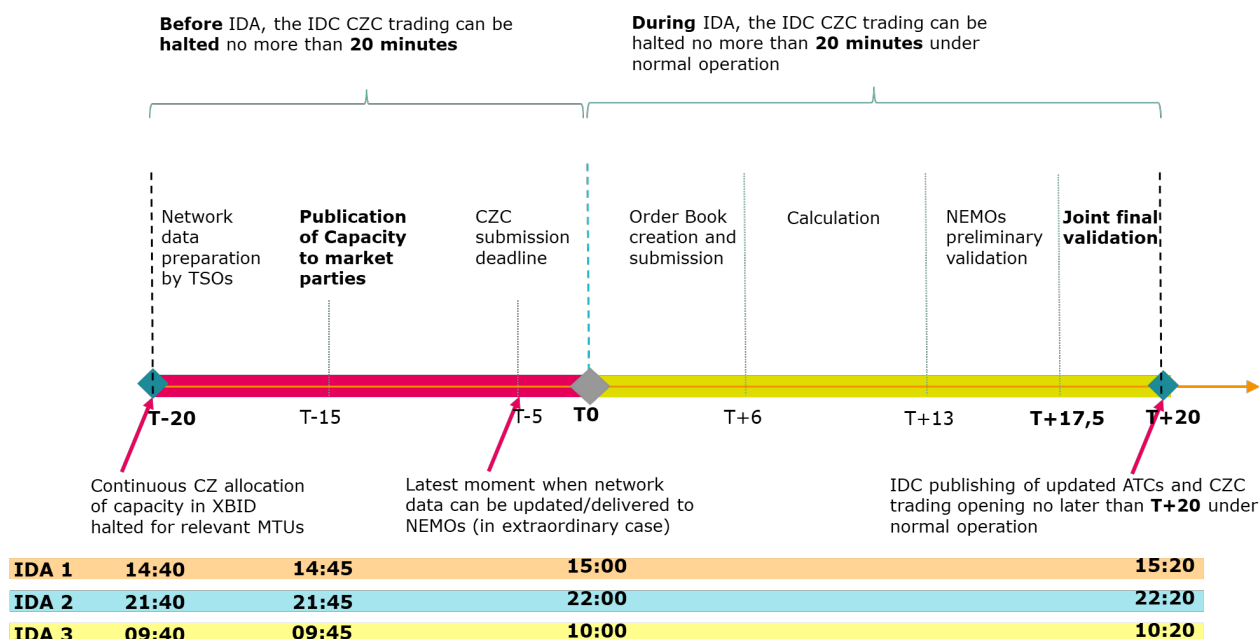 Before IDA, the IDC CZC trading can be
halted no more than 20 minutes
During IDA, the IDC CZC trading can be
halted no more than 20 minutes under
normal operation
Network
data
preparation
by TSOs
Publication
of Capacity
to market
parties
CZC
submission
deadline
Order Book
creation and
submission
Calculation
NEMOs
preliminary
validation
Joint final
validation
T-20
T-15
T-5
T0
T+6
T+13
T+17,5
T+20
Continuous CZ allocation
of capacity in XBID
halted for relevant MTUs
Latest moment when network
data can be updated/delivered to
NEMOs (in extraordinary case)
IDC publishing of updated ATCs and CZC
trading opening no later than T+20 under
normal operation
IDA 1 14:40 14:45 15:00 15:20
IDA 2 21:40 21:45 22:00 22:20
IDA 3 09:40 09:45 10:00 10:20